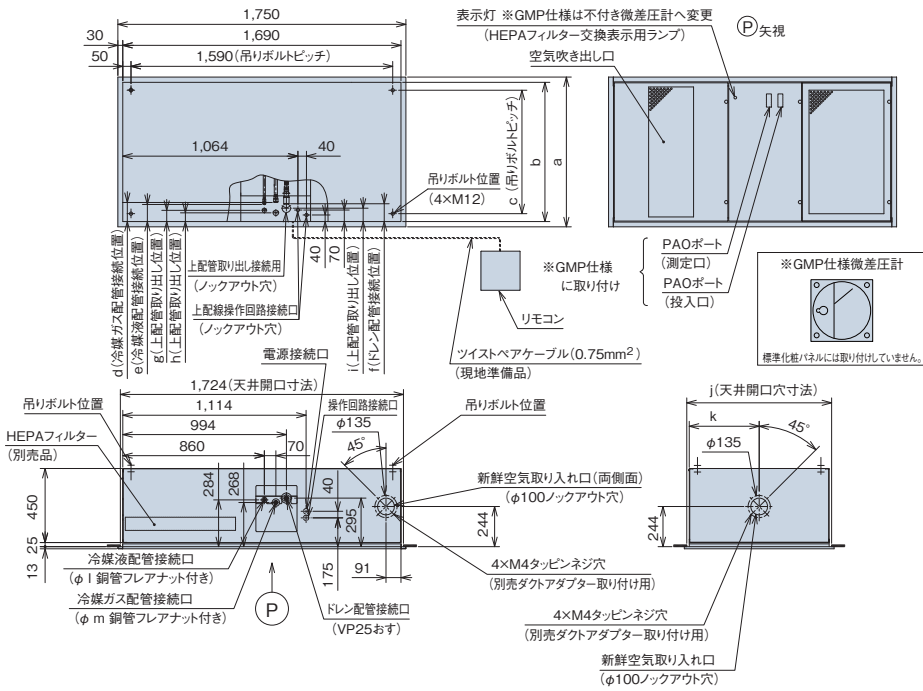 1,750
30
1,690
50
1,590(吊りボルトピッチ)
1,064
40
c (吊りボルトピッチ)
b
a
吊りボルト位置
(4×M12)
40
70
d(冷媒ガス配管接続位置)
e(冷媒液配管接続位置)
g(上配管取り出し位置)
h(上配管取り出し位置)
i(上配管取り出し位置)
f(ドレン配管接続位置)
上配管取り出し接続用
(ノックアウト穴)
上配線操作回路接続口
(ノックアウト穴)
リモコン
ツイストペアケーブル(0.75mm²)
(現地準備品)
表示灯 ※GMP仕様は不付き微差圧計へ変更
(HEPAフィルター交換表示用ランプ)
空気吹き出し口
P 矢視
※GMP仕様
に取り付け
PAOポート
(測定口)
PAOポート
(投入口)
※GMP仕様微差圧計
標準化粧パネルには取り付けしていません。
電源接続口
1,724(天井開口寸法)
吊りボルト位置
1,114
操作回路接続口
吊りボルト位置
994
φ135
HEPAフィルター
(別売品)
860
70
45°
284
268
40
295
新鮮空気取り入れ口(両側面)
(φ100ノックアウト穴)
450
244
25
13
175
91
冷媒液配管接続口
(φ l 銅管フレアナット付き)
冷媒ガス配管接続口
(φ m 銅管フレアナット付き)
P
ドレン配管接続口
(VP25おす)
4×M4タッピンネジ穴
(別売ダクトアダプター取り付け用)
j(天井開口穴寸法)
k
45°
φ135
244
4×M4タッピンネジ穴
(別売ダクトアダプター取り付け用)
新鮮空気取り入れ口
(φ100ノックアウト穴)